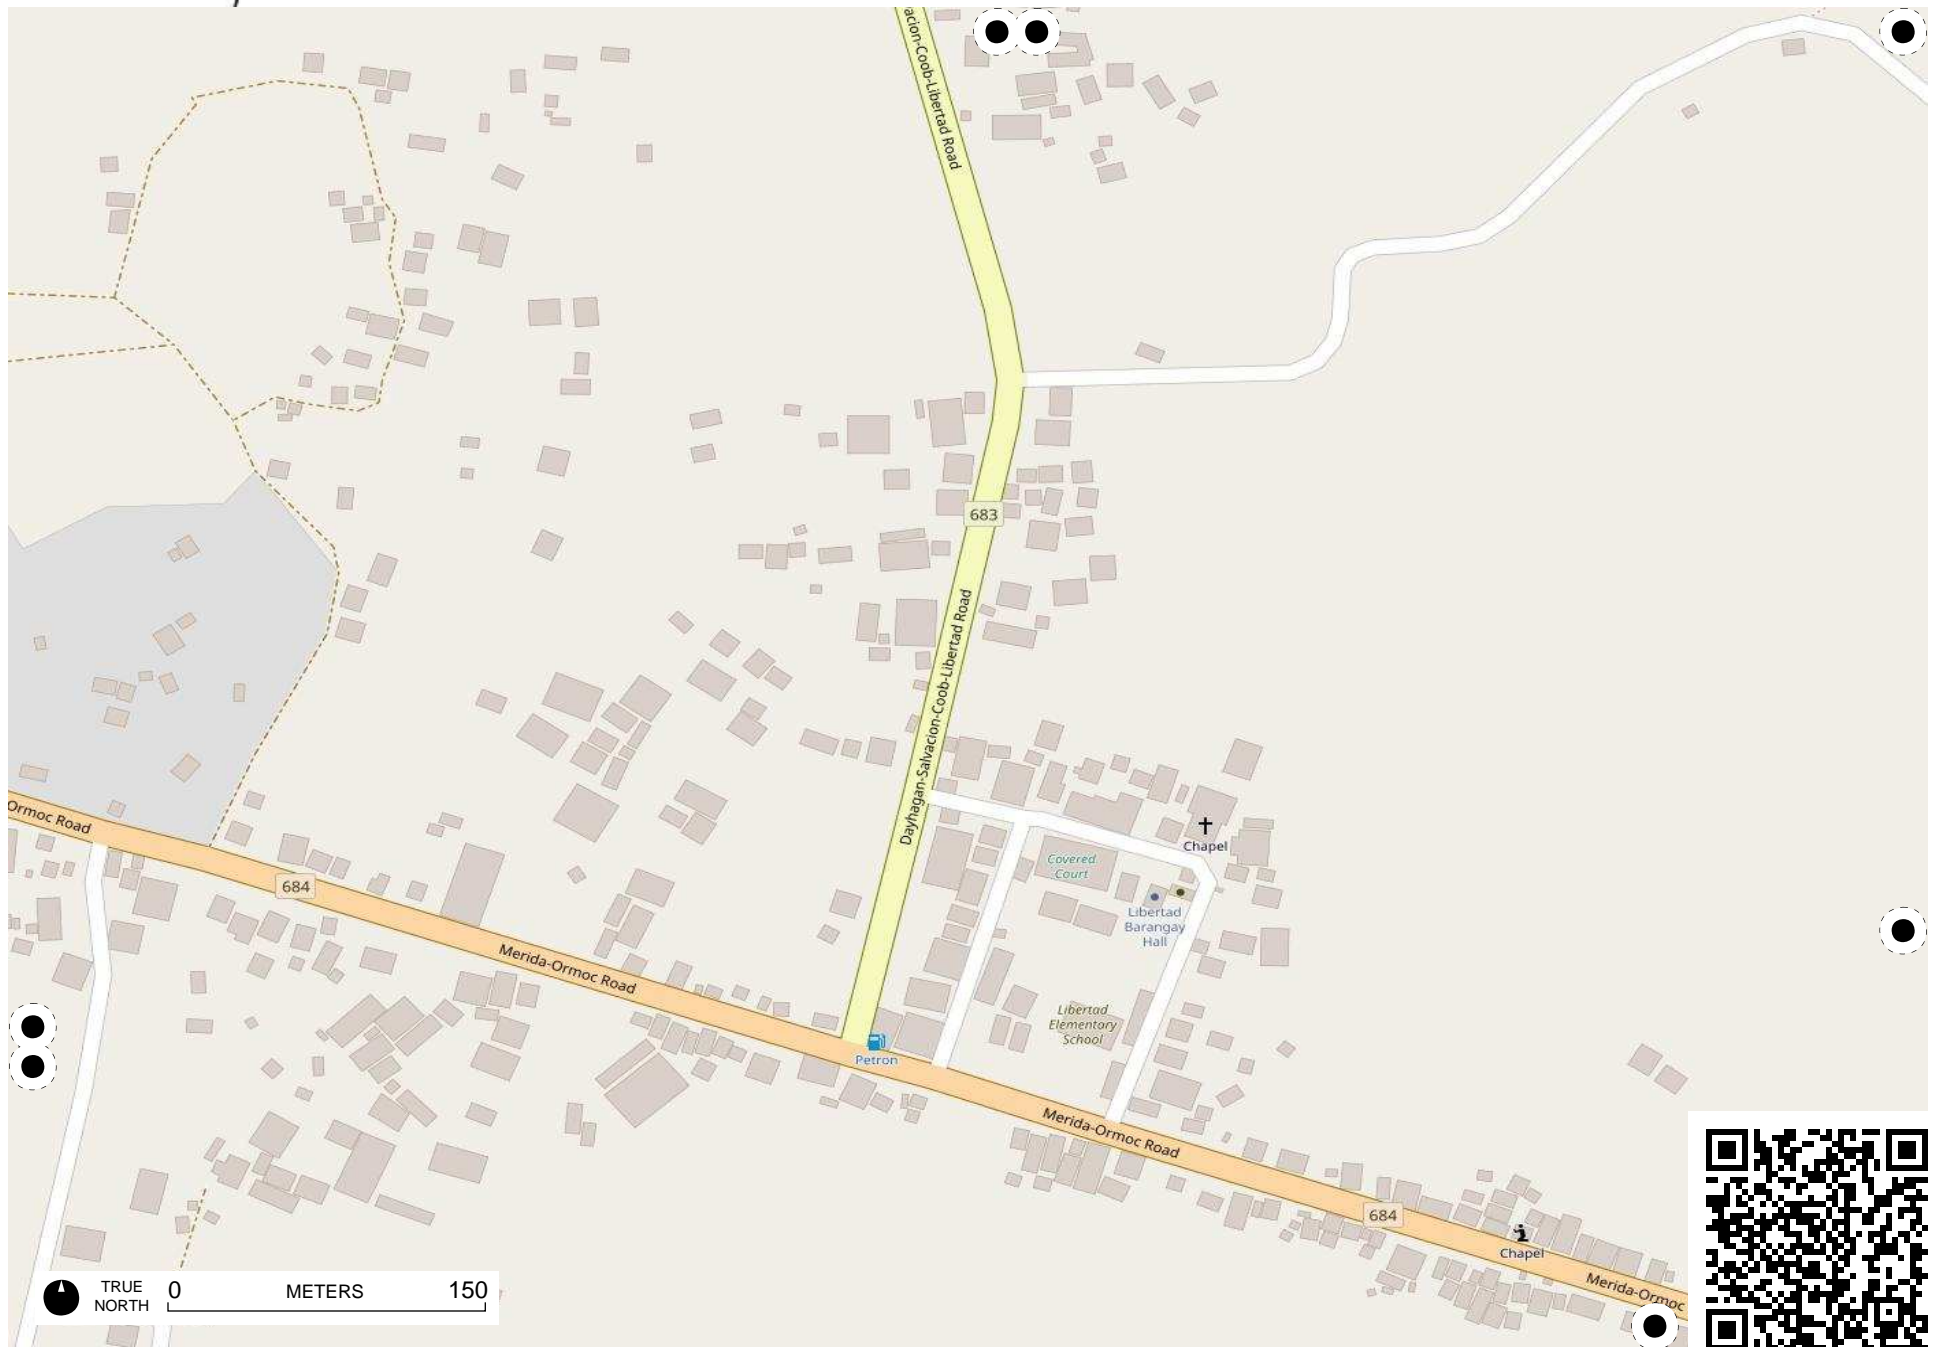 acion-Coob-Libertad Road
683
Dayhagan-Salvacion-Coob-Libertad Road
Ormoc Road
684
Chapel
Covered
Court
Libertad
Barangay
Hall
Merida-Ormoc Road
Libertad
Elementary
School
Petron
Merida-Ormoc Road
684
Chapel
Merida-Ormoc
TRUE
NORTH
0 METERS 150